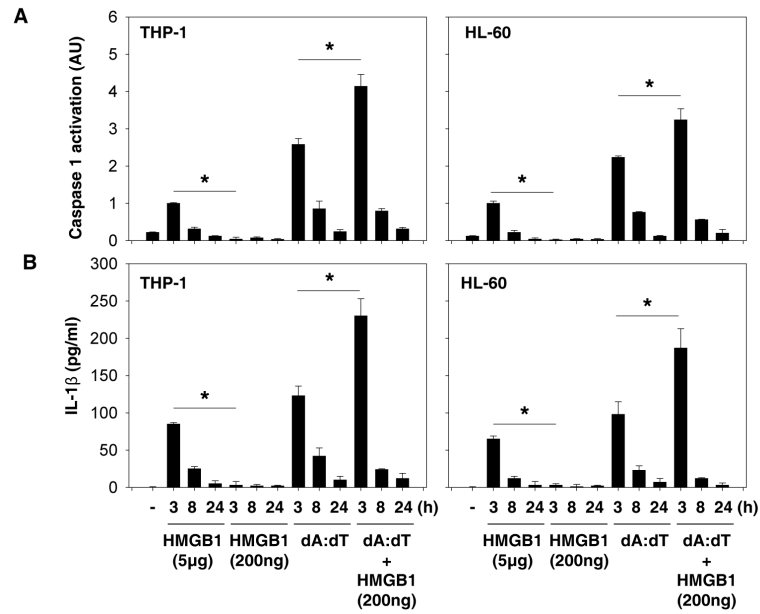 A
THP-1
HL-60
Caspase 1 activation (AU)
6
5
4
3
2
1
0
*
*
*
*
B
THP-1
HL-60
IL-1β (pg/ml)
300
250
200
150
100
50
0
*
*
*
*
- 3 8 24 3 8 24 3 8 24 3 8 24 (h)
- 3 8 24 3 8 24 3 8 24 3 8 24 (h)
HMGB1
(5µg)
HMGB1
(200ng)
dA:dT
dA:dT
+
HMGB1
(200ng)
HMGB1
(5µg)
HMGB1
(200ng)
dA:dT
dA:dT
+
HMGB1
(200ng)